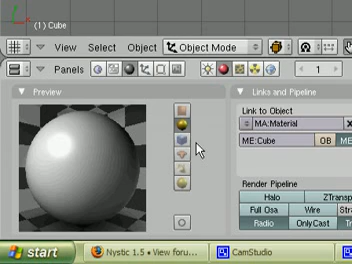 (1) Cube
View Select Object Object Mode
Panels 1
Preview
Links and Pipeline
Link to Object
MA:Material
ME:Cube OB ME
Render Pipeline
Halo ZTransp
Full Osa Wire Stra
Radio OnlyCast Tr
start Nystic 1.5 • View foru... CamStudio